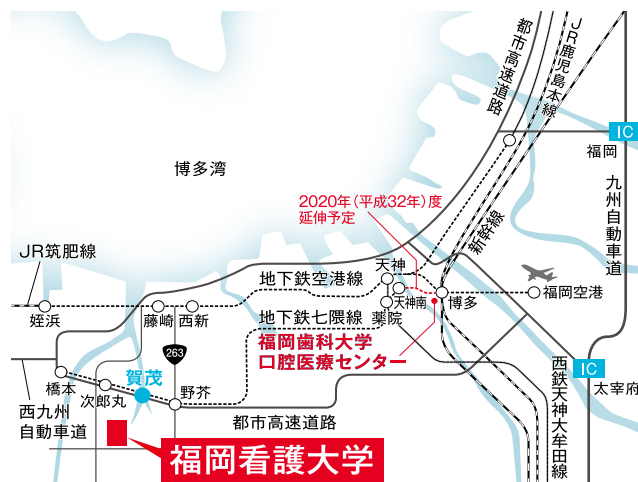 都市高速道路
JR鹿児島本線
IC
福岡
九州自動車道
博多湾
2020年（平成32年）度
延伸予定
新幹線
JR筑肥線
天神
地下鉄空港線
天神南
博多
福岡空港
姪浜
藤崎
西新
地下鉄七隈線
薬院
福岡歯科大学
口腔医療センター
263
賀茂
橋本
次郎丸
野芥
IC
太宰府
西九州
自動車道
都市高速道路
西鉄天神大牟田線
福岡看護大学